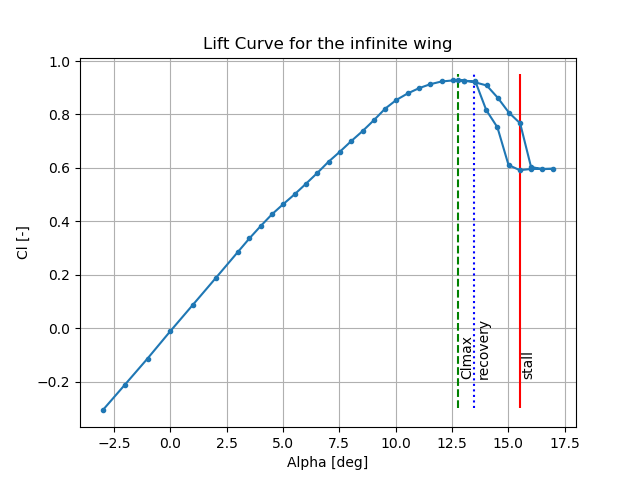 Lift Curve for the infinite wing
Cl [-]
1.0
0.8
0.6
0.4
0.2
0.0
−0.2
Clmax
recovery
stall
−2.5 0.0 2.5 5.0 7.5 10.0 12.5 15.0 17.5
Alpha [deg]